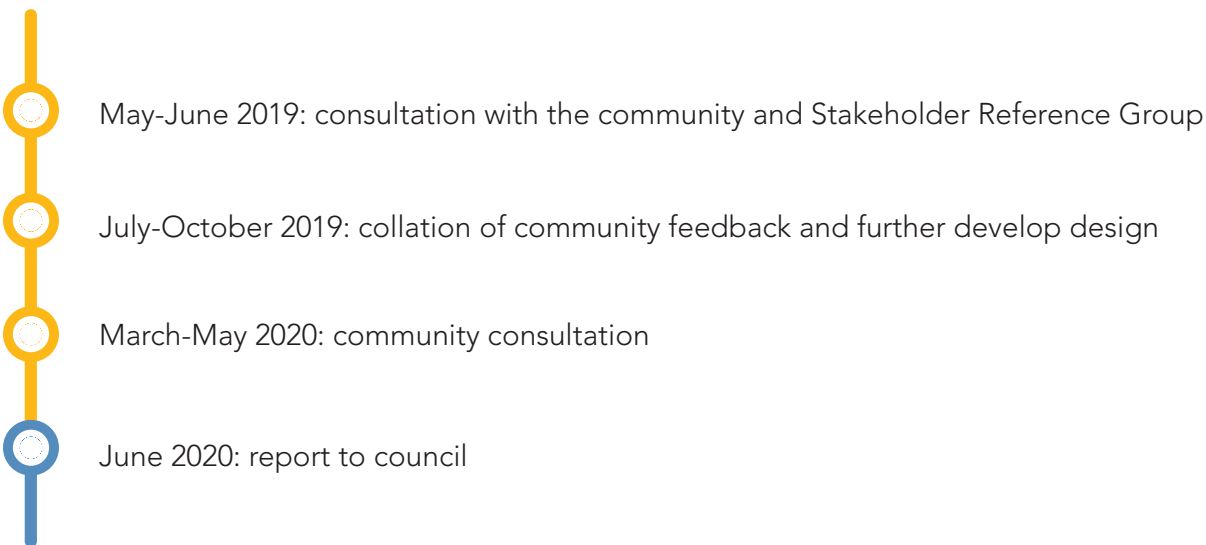 May-June 2019: consultation with the community and Stakeholder Reference Group
July-October 2019: collation of community feedback and further develop design
March-May 2020: community consultation
June 2020: report to council